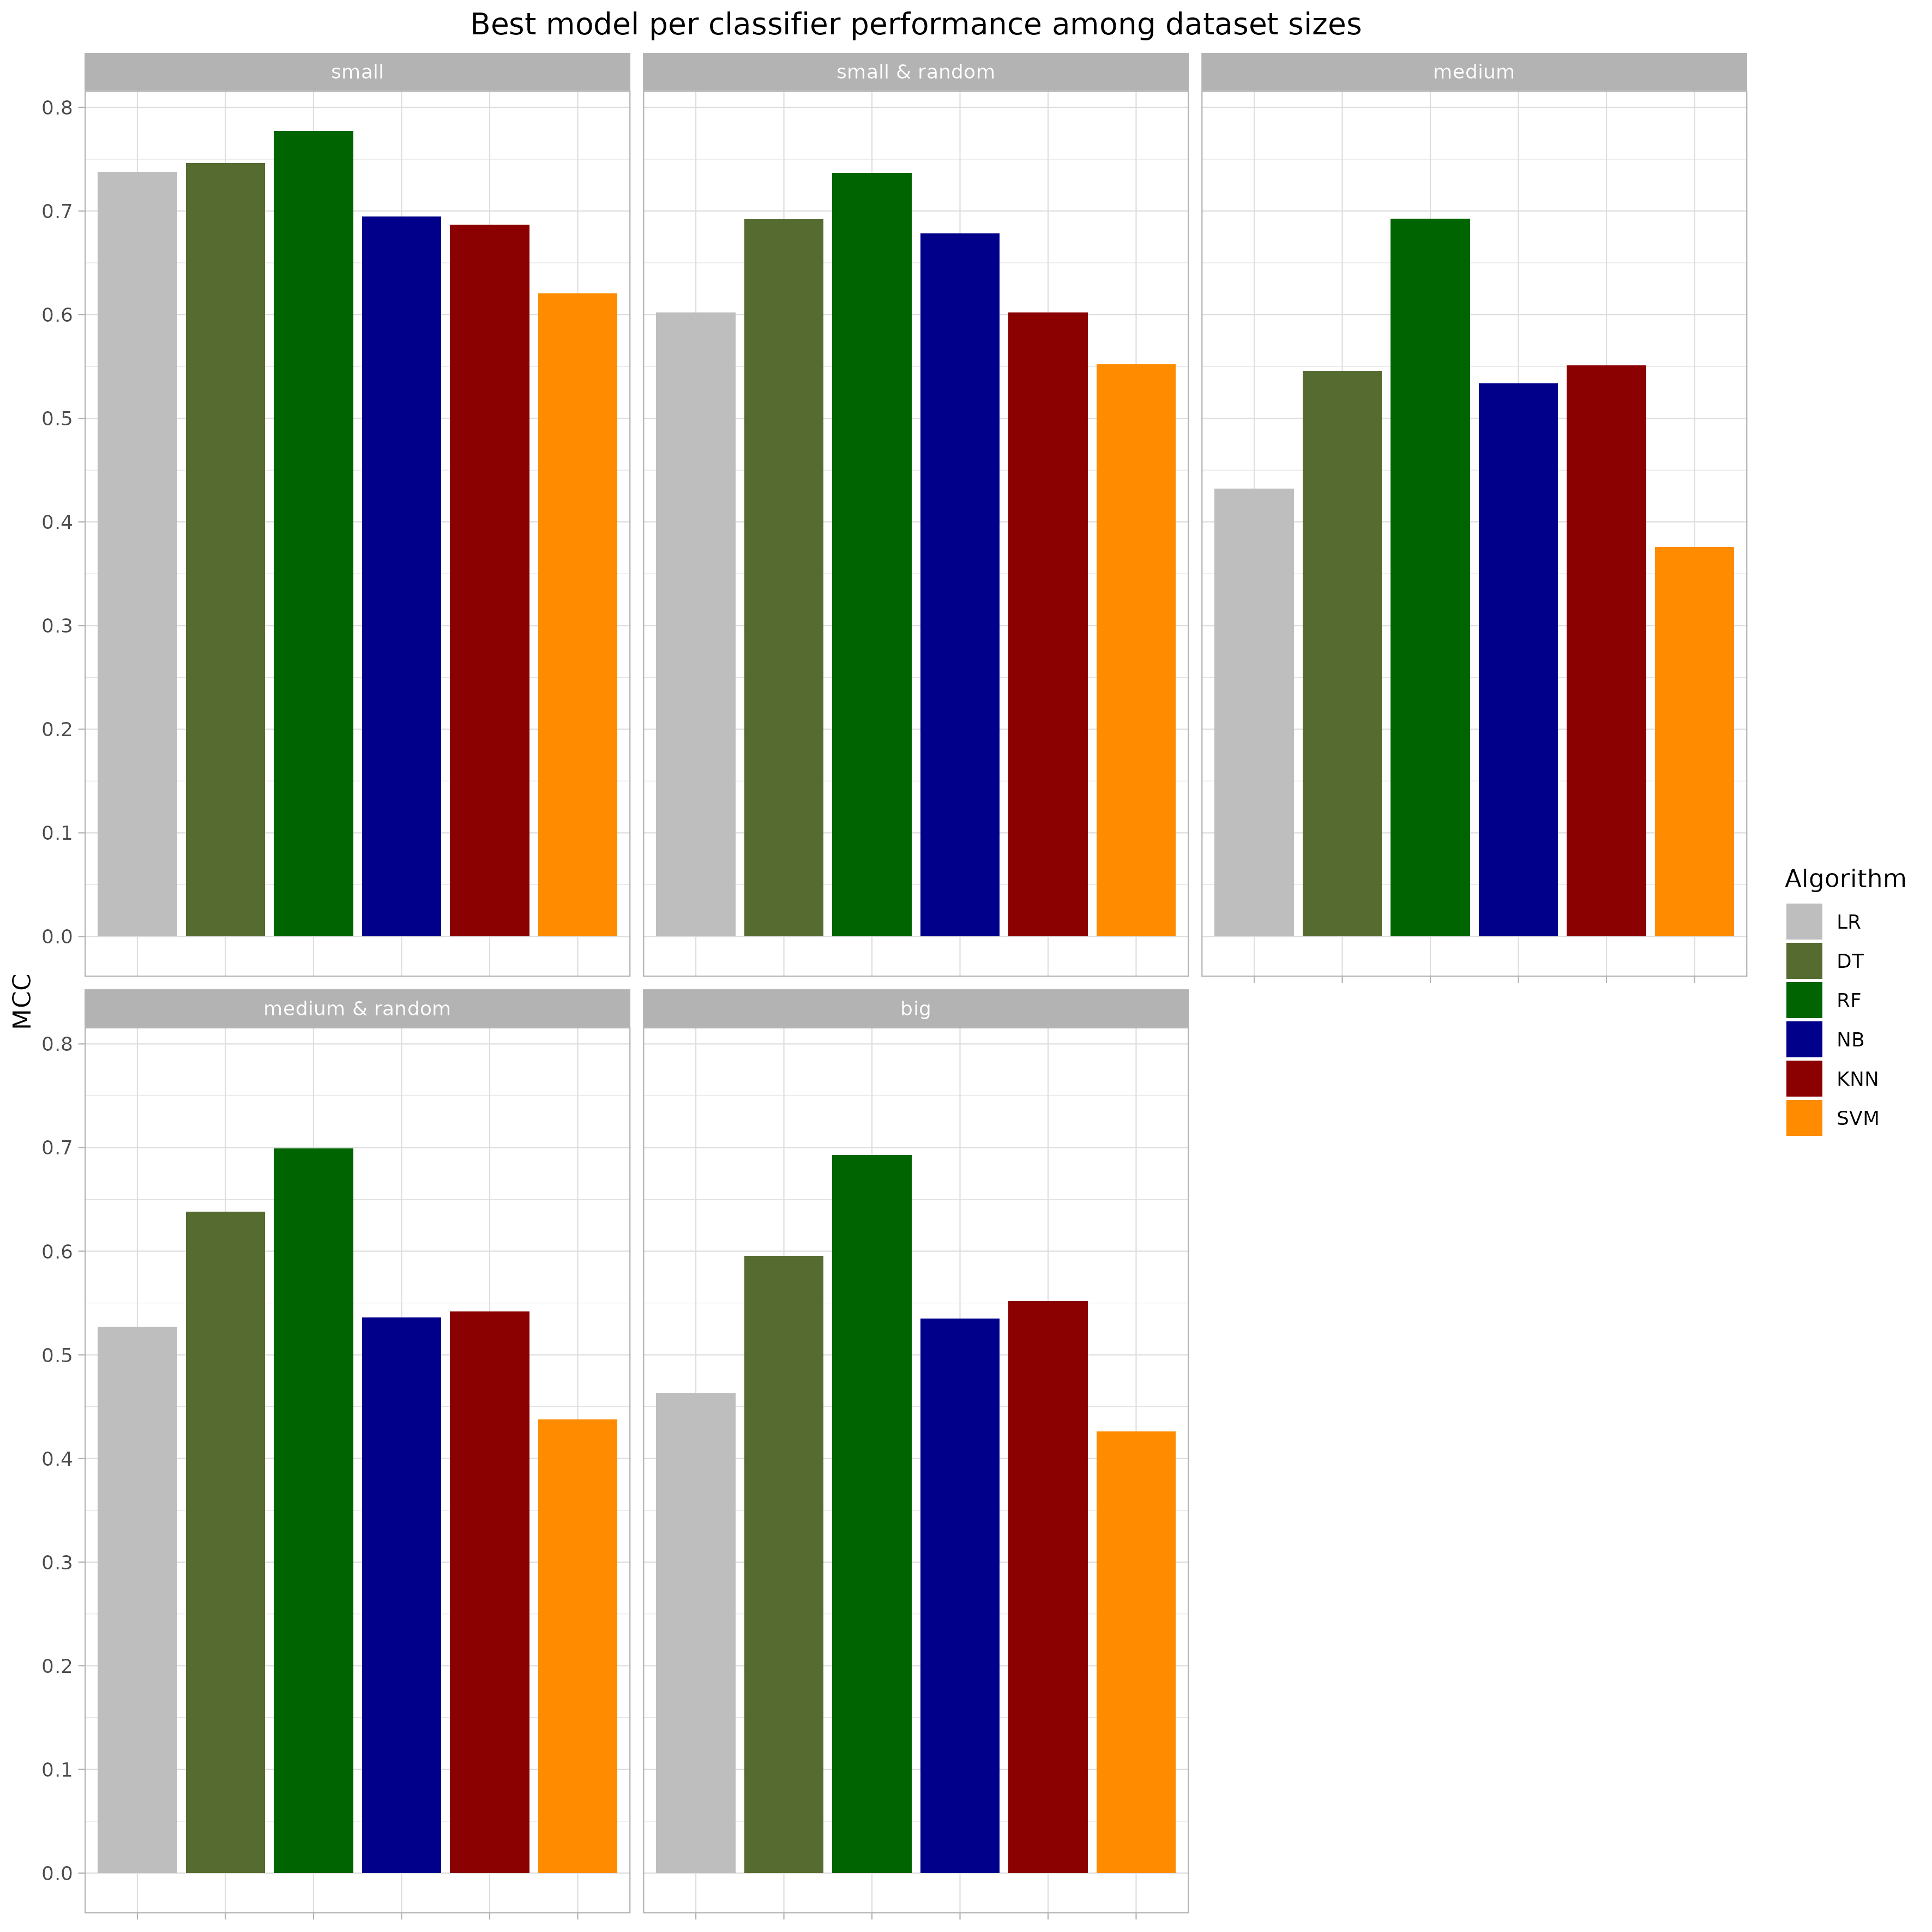 Best model per classifier performance among dataset sizes
small
small & random
medium
0.8
0.7
0.6
0.5
0.4
0.3
0.2
0.1
0.0
MCC
medium & random
big
0.8
0.7
0.6
0.5
0.4
0.3
0.2
0.1
0.0
Algorithm
LR
DT
RF
NB
KNN
SVM